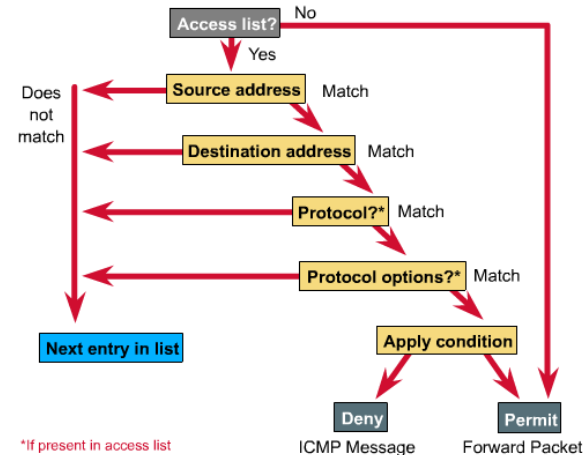 Access list?
No
Yes
Source address
Match
Does
not
match
Destination address
Match
Protocol?*
Match
Protocol options?*
Match
Next entry in list
Apply condition
Deny
Permit
*If present in access list
ICMP Message
Forward Packet